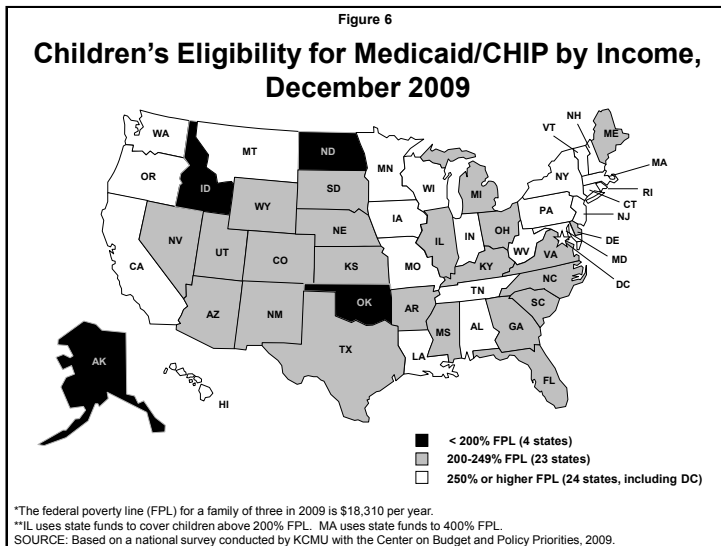 Figure 6
Children’s Eligibility for Medicaid/CHIP by Income,
December 2009
NH
VT
ME
WA
MT
ND
MN
OR
ID
SD
WI
NY
MA
WY
MI
RI
CT
IA
PA
NJ
NE
NV
IL
IN
OH
DE
UT
CO
WV
VA
MD
CA
KS
MO
KY
DC
NC
TN
OK
AZ
NM
AR
SC
MS
AL
GA
TX
LA
AK
FL
HI
< 200% FPL (4 states)
200-249% FPL (23 states)
250% or higher FPL (24 states, including DC)
*The federal poverty line (FPL) for a family of three in 2009 is $18,310 per year.
**IL uses state funds to cover children above 200% FPL. MA uses state funds to 400% FPL.
SOURCE: Based on a national survey conducted by KCMU with the Center on Budget and Policy Priorities, 2009.